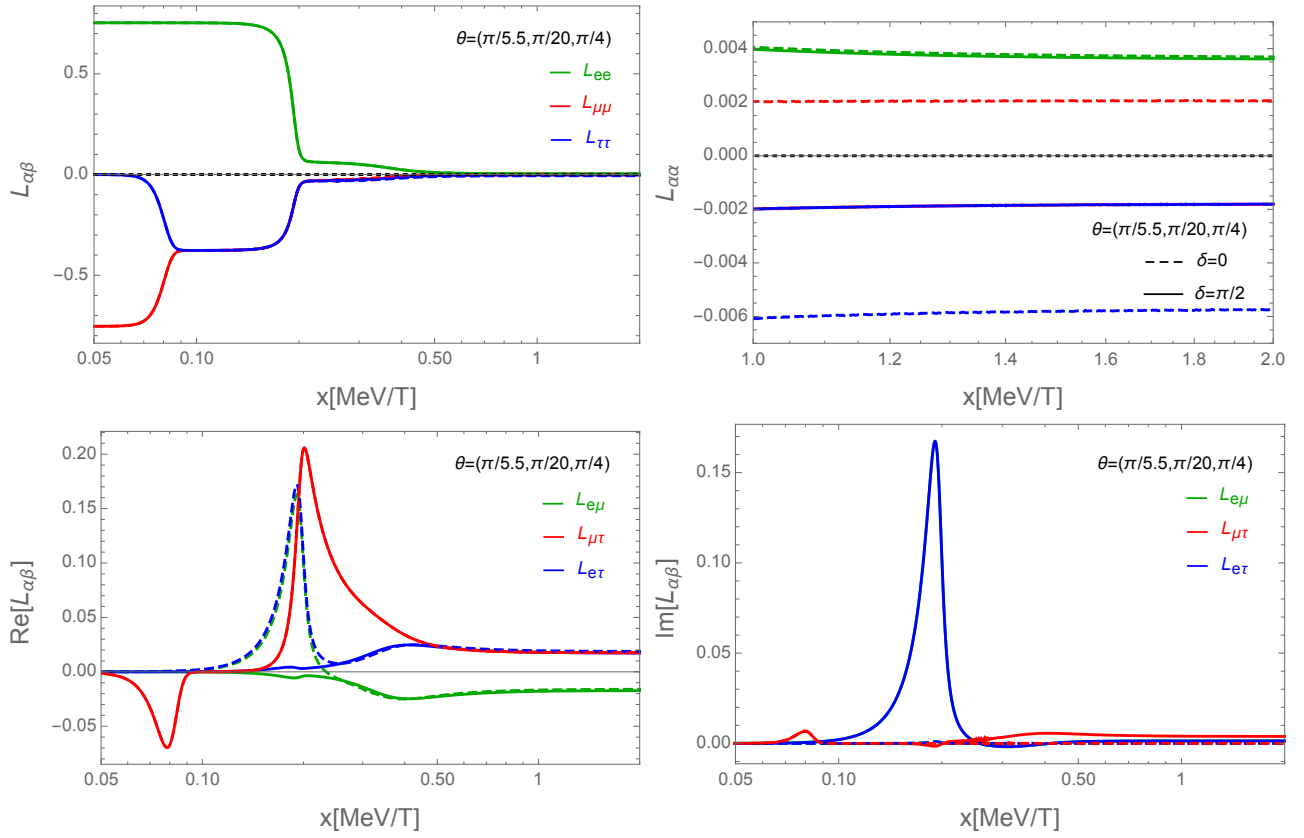 θ=(π/5.5,π/20,π/4)
L_ee
L_μμ
L_ττ
L_αβ
0.5
0.0
−0.5
0.05 0.10 0.50 1
x[MeV/T]
0.004
0.002
0.000
−0.002
−0.004
−0.006
L_αα
θ=(π/5.5,π/20,π/4)
δ=0
δ=π/2
1.0 1.2 1.4 1.6 1.8 2.0
x[MeV/T]
θ=(π/5.5,π/20,π/4)
L_eμ
L_μτ
L_eτ
Re[L_αβ]
0.20
0.15
0.10
0.05
0.00
−0.05
0.05 0.10 0.50 1
x[MeV/T]
θ=(π/5.5,π/20,π/4)
L_eμ
L_μτ
L_eτ
Im[L_αβ]
0.15
0.10
0.05
0.00
0.05 0.10 0.50 1
x[MeV/T]